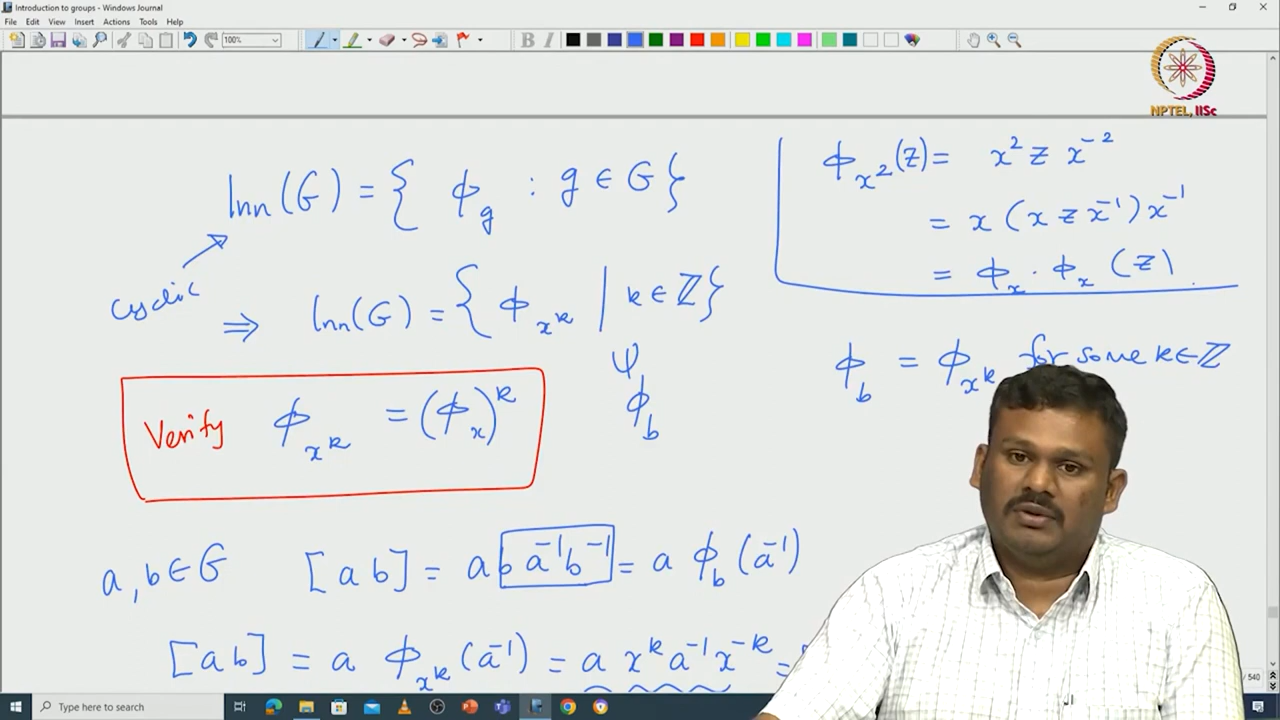 Introduction to groups - Windows Journal
File Edit View Insert Actions Tools Help
100%
NPTEL, IISc
Inn(G) = { ϕ_g : g ∈ G}
cyclic
⇒ Inn(G) = { ϕ_{x^k} | k ∈ ℤ}
ψ
ϕ_b
Verify ϕ_{x^k} = (ϕ_x)^k
ϕ_{x^2}(z) = x^2 z x^{-2}
= x (x z x^{-1}) x^{-1}
= ϕ_x · ϕ_x (z)
ϕ_b = ϕ_{x^k} for some k ∈ ℤ
a, b ∈ G [a b] = a b a^{-1} b^{-1} = a ϕ_b (a^{-1})
[a b] = a ϕ_{x^k} (a^{-1}) = a x^k a^{-1} x^{-k} =
/ 540
Type here to search